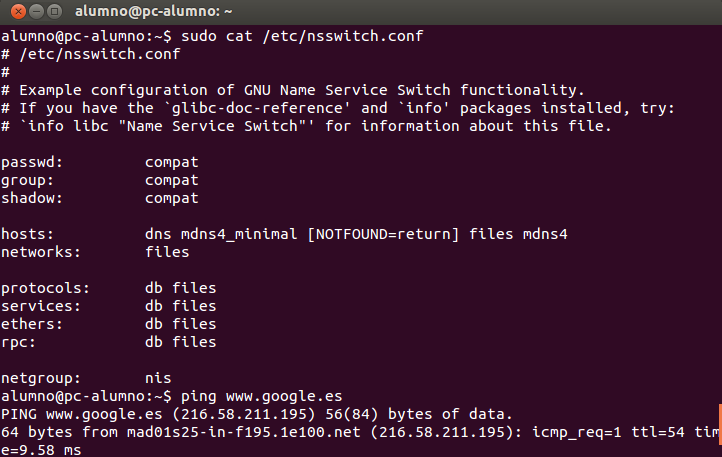 alumno@pc-alumno: ~
alumno@pc-alumno:~$ sudo cat /etc/nsswitch.conf
# /etc/nsswitch.conf
#
# Example configuration of GNU Name Service Switch functionality.
# If you have the `glibc-doc-reference' and `info' packages installed, try:
# `info libc "Name Service Switch"' for information about this file.

passwd:         compat
group:          compat
shadow:         compat

hosts:          dns mdns4_minimal [NOTFOUND=return] files mdns4
networks:       files

protocols:      db files
services:       db files
ethers:         db files
rpc:            db files

netgroup:       nis
alumno@pc-alumno:~$ ping www.google.es
PING www.google.es (216.58.211.195) 56(84) bytes of data.
64 bytes from mad01s25-in-f195.1e100.net (216.58.211.195): icmp_req=1 ttl=54 tim
e=9.58 ms